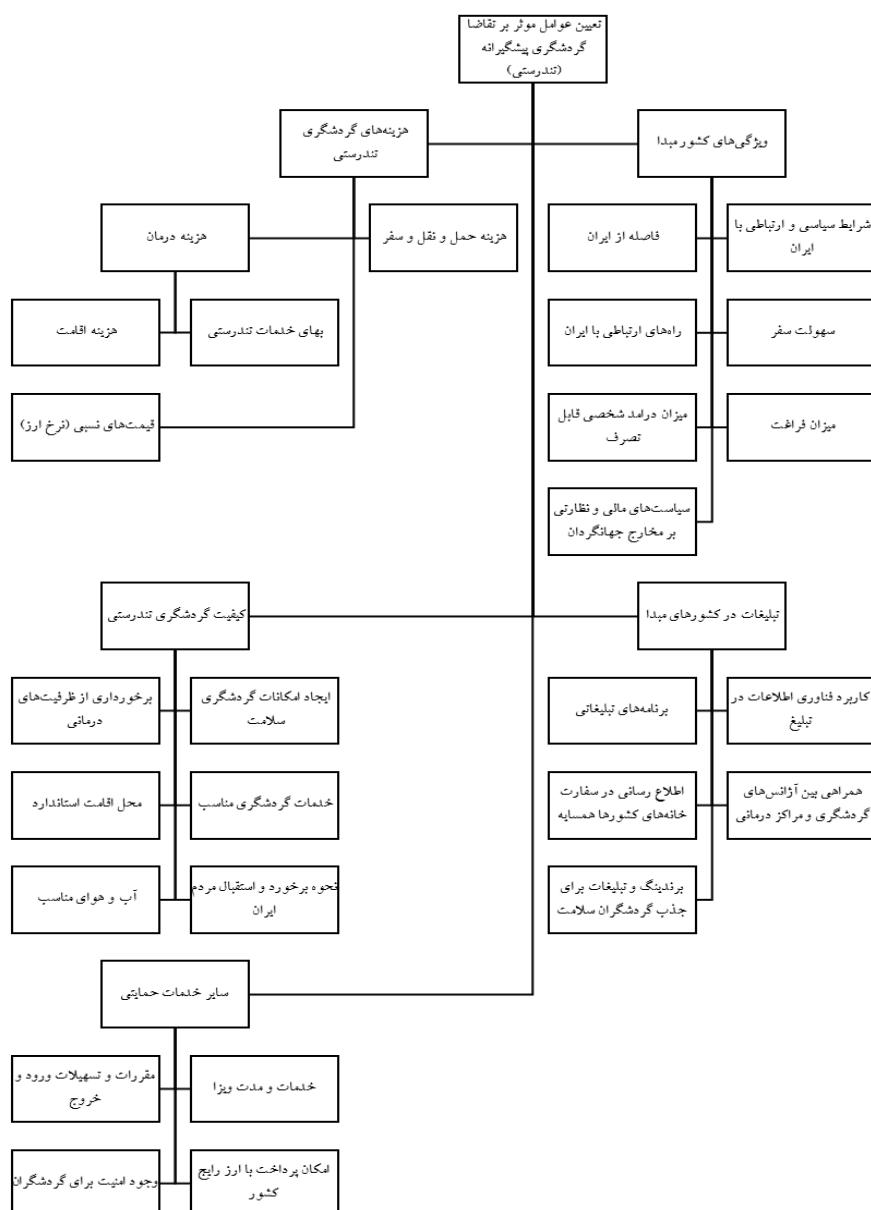 تعیین عوامل موثر بر تقاضا
گردشگری پیشگیرانه
(تندرستی)
ویژگی‌های کشور مبدا
هزینه‌های گردشگری
تندرستی
شرایط سیاسی و ارتباطی با
ایران
فاصله از ایران
هزینه حمل و نقل و سفر
هزینه درمان
سهولت سفر
راه‌های ارتباطی با ایران
بهای خدمات تندرستی
هزینه اقامت
میزان فراغت
میزان درامد شخصی قابل
تصرف
قیمت‌های نسبی (نرخ ارز)
سیاست‌های مالی و نظارتی
بر مخارج جهانگردان
تبلیغات در کشورهای مبدا
کیفیت گردشگری تندرستی
کاربرد فناوری اطلاعات در
تبلیغ
برنامه‌های تبلیغاتی
ایجاد امکانات گردشگری
سلامت
برخورداری از ظرفیت‌های
درمانی
همراهی بین آژانس‌های
گردشگری و مراکز درمانی
اطلاع رسانی در سفارت
خانه‌های کشورها همسایه
خدمات گردشگری مناسب
محل اقامت استاندارد
برندینگ و تبلیغات برای
جذب گردشگران سلامت
نحوه برخورد و استقبال مردم
ایران
آب و هوای مناسب
سایر خدمات حمایتی
خدمات و مدت ویزا
مقررات و تسهیلات ورود و
خروج
امکان پرداخت با ارز رایج
کشور
وجود امنیت برای گردشگران